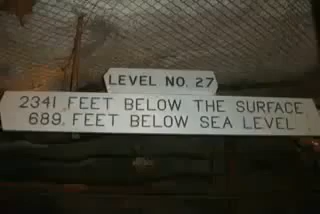 LEVEL NO. 27
2341 FEET BELOW THE SURFACE
689 FEET BELOW SEA LEVEL